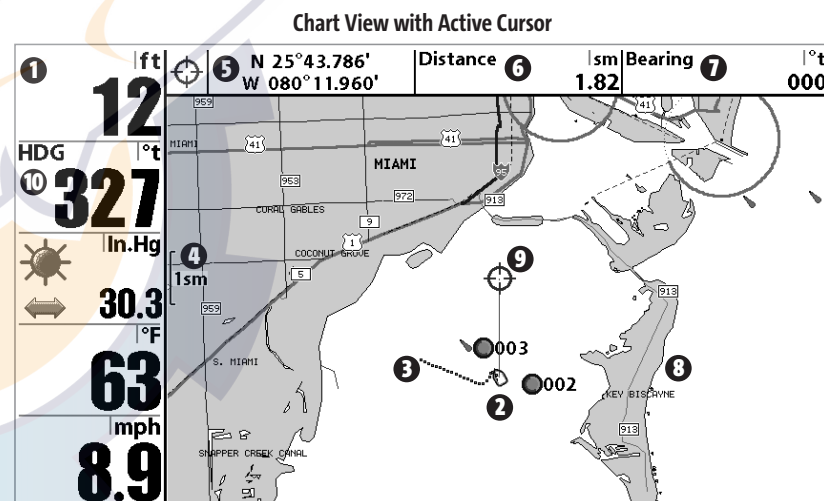 Chart View with Active Cursor
1 ft
12
5 N 25°43.786'
W 080°11.960'
Distance 6 sm
1.82
Bearing 7 °t
000
HDG °t
10 327
In.Hg
30.3
°F
63
mph
8.9
4
1sm
959
MIAMI
41
41
41
MIAMI
95
953
972
913
CORAL GABLES
9
1
COCONUT GROVE
5
9
913
959
003
3
S. MIAMI
2
002
8
KEY BISCAYNE
913
SNAPPER CREEK CANAL